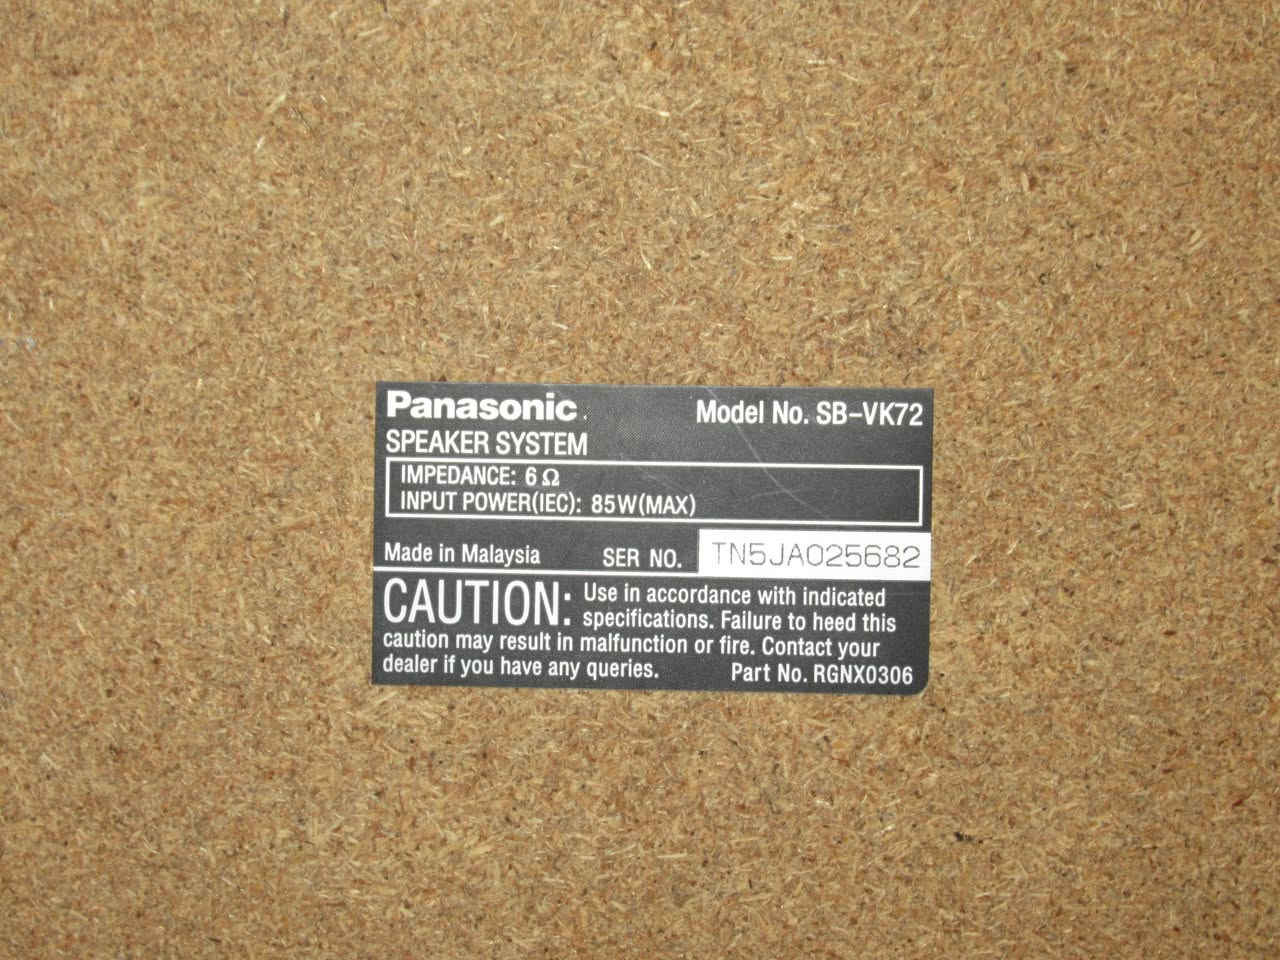 Panasonic Model No. SB-VK72
SPEAKER SYSTEM
IMPEDANCE: 6 Ω
INPUT POWER(IEC): 85W(MAX)
Made in Malaysia SER NO. TN5JA025682
CAUTION: Use in accordance with indicated
specifications. Failure to heed this
caution may result in malfunction or fire. Contact your
dealer if you have any queries. Part No. RGNX0306